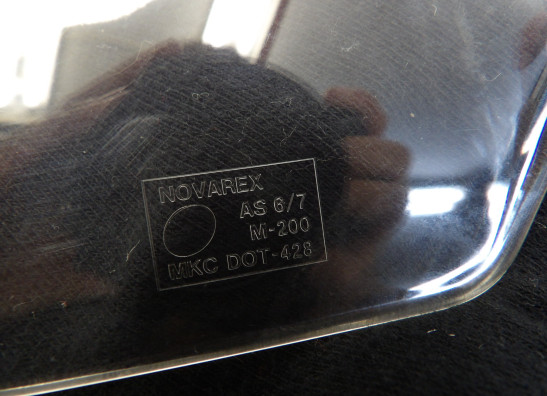 NOVAREX
AS 6/7
M-200
MKC DOT-428